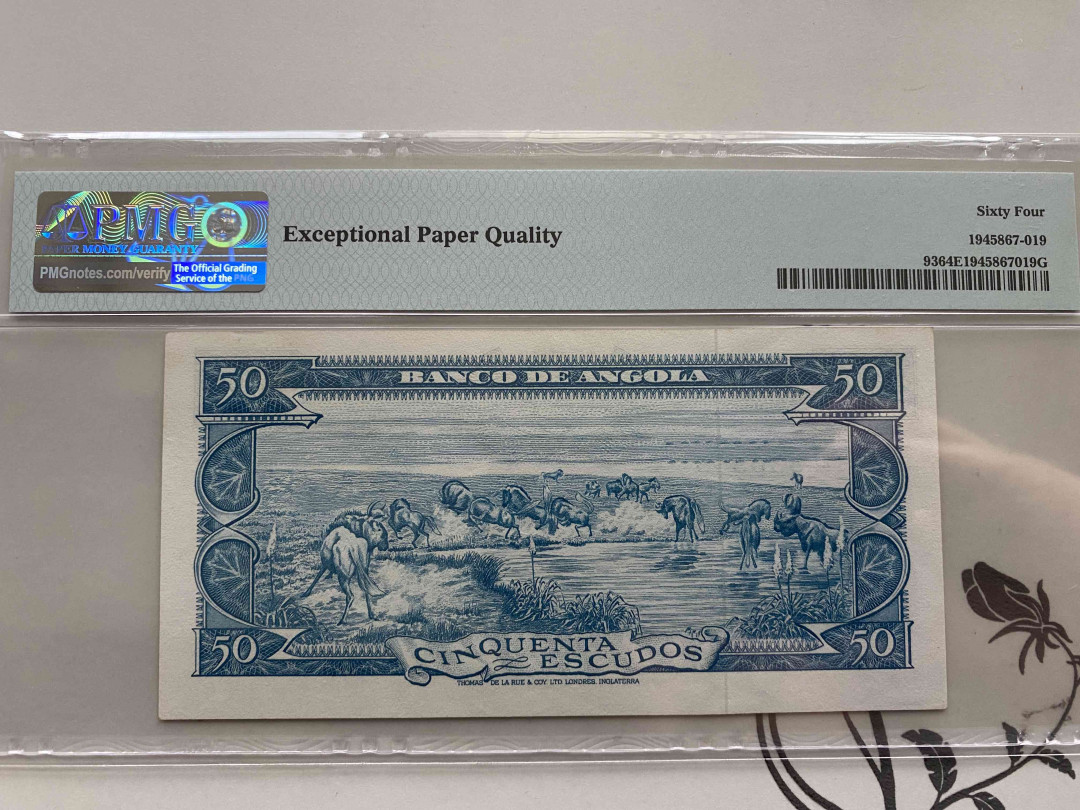 PMG
PAPER MONEY GUARANTY
PMGnotes.com/verify
The Official Grading
Service of the PNG
Exceptional Paper Quality
Sixty Four
1945867-019
9364E1945867019G
50 BANCO DE ANGOLA 50
50 CINQUENTA 50
ESCUDOS
THOMAS DE LA RUE & COY. LTD. LONDRES. INGLATERRA